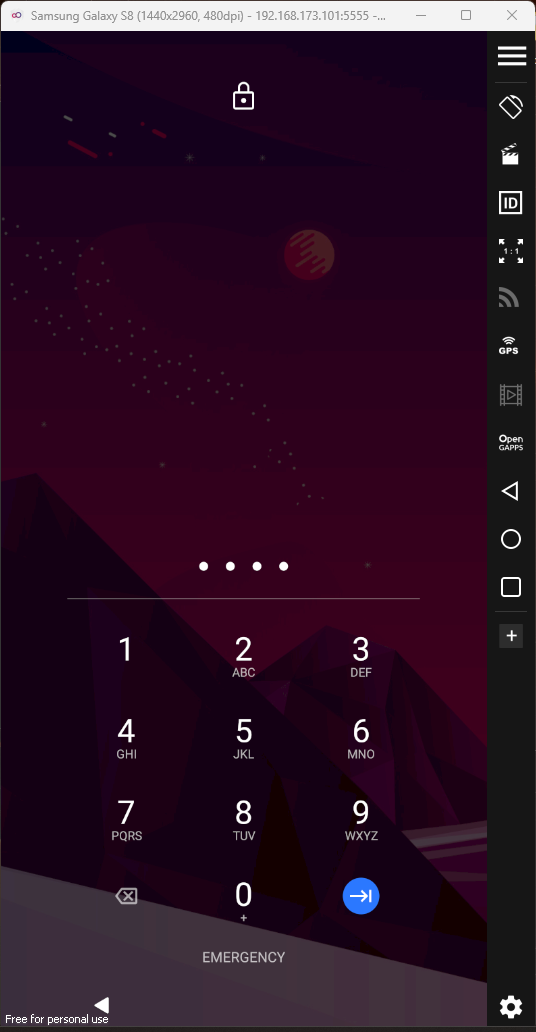 Samsung Galaxy S8 (1440x2960, 480dpi) - 192.168.173.101:5555 -...
ID
1:1
GPS
Open
GAPPS
1
2
3
ABC
DEF
4
5
6
GHI
JKL
MNO
7
8
9
PQRS
TUV
WXYZ
0
+
EMERGENCY
Free for personal use